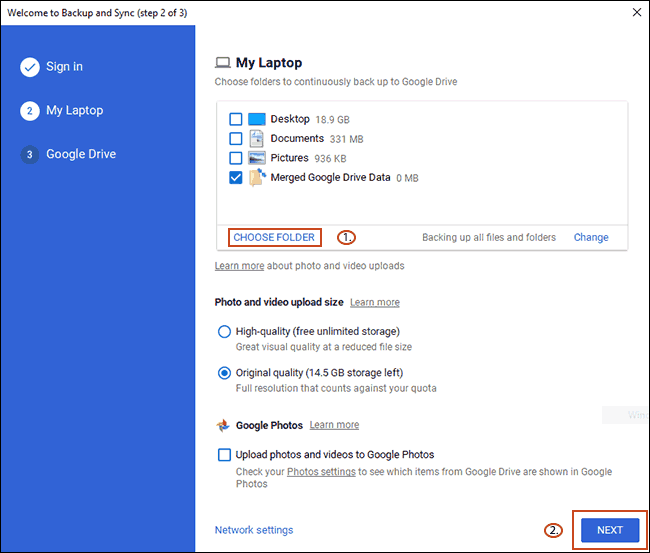 Welcome to Backup and Sync (step 2 of 3)
Sign in
2 My Laptop
3 Google Drive
My Laptop
Choose folders to continuously back up to Google Drive
Desktop 18.9 GB
Documents 331 MB
Pictures 936 KB
Merged Google Drive Data 0 MB
CHOOSE FOLDER 1. Backing up all files and folders Change
Learn more about photo and video uploads
Photo and video upload size Learn more
High-quality (free unlimited storage)
Great visual quality at a reduced file size
Original quality (14.5 GB storage left)
Full resolution that counts against your quota
Google Photos Learn more
Upload photos and videos to Google Photos
Check your Photos settings to see which items from Google Drive are shown in Google
Photos
Network settings 2. NEXT